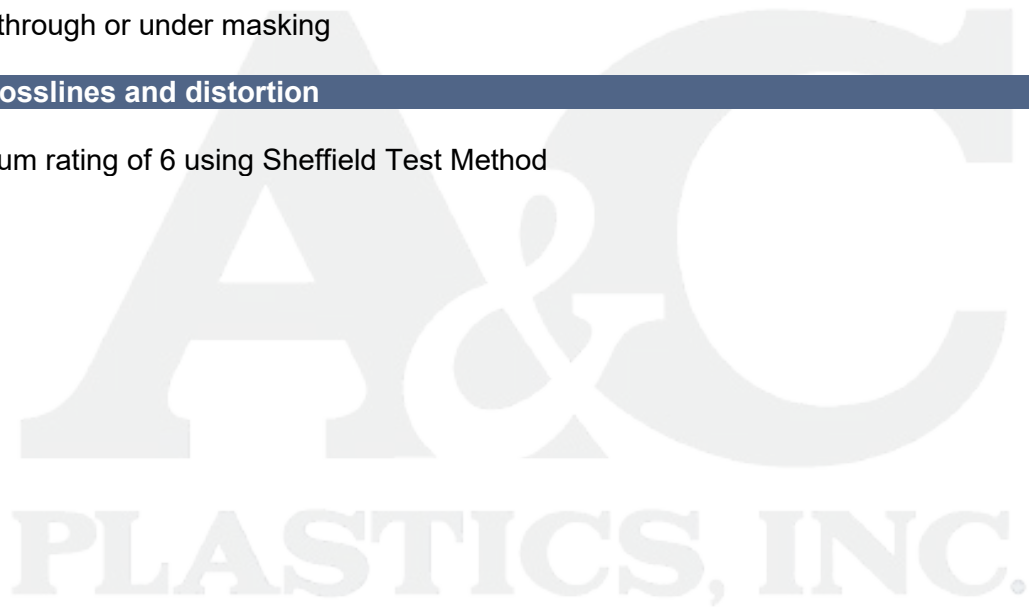 through or under masking
osslines and distortion
um rating of 6 using Sheffield Test Method
A&C
PLASTICS, INC.